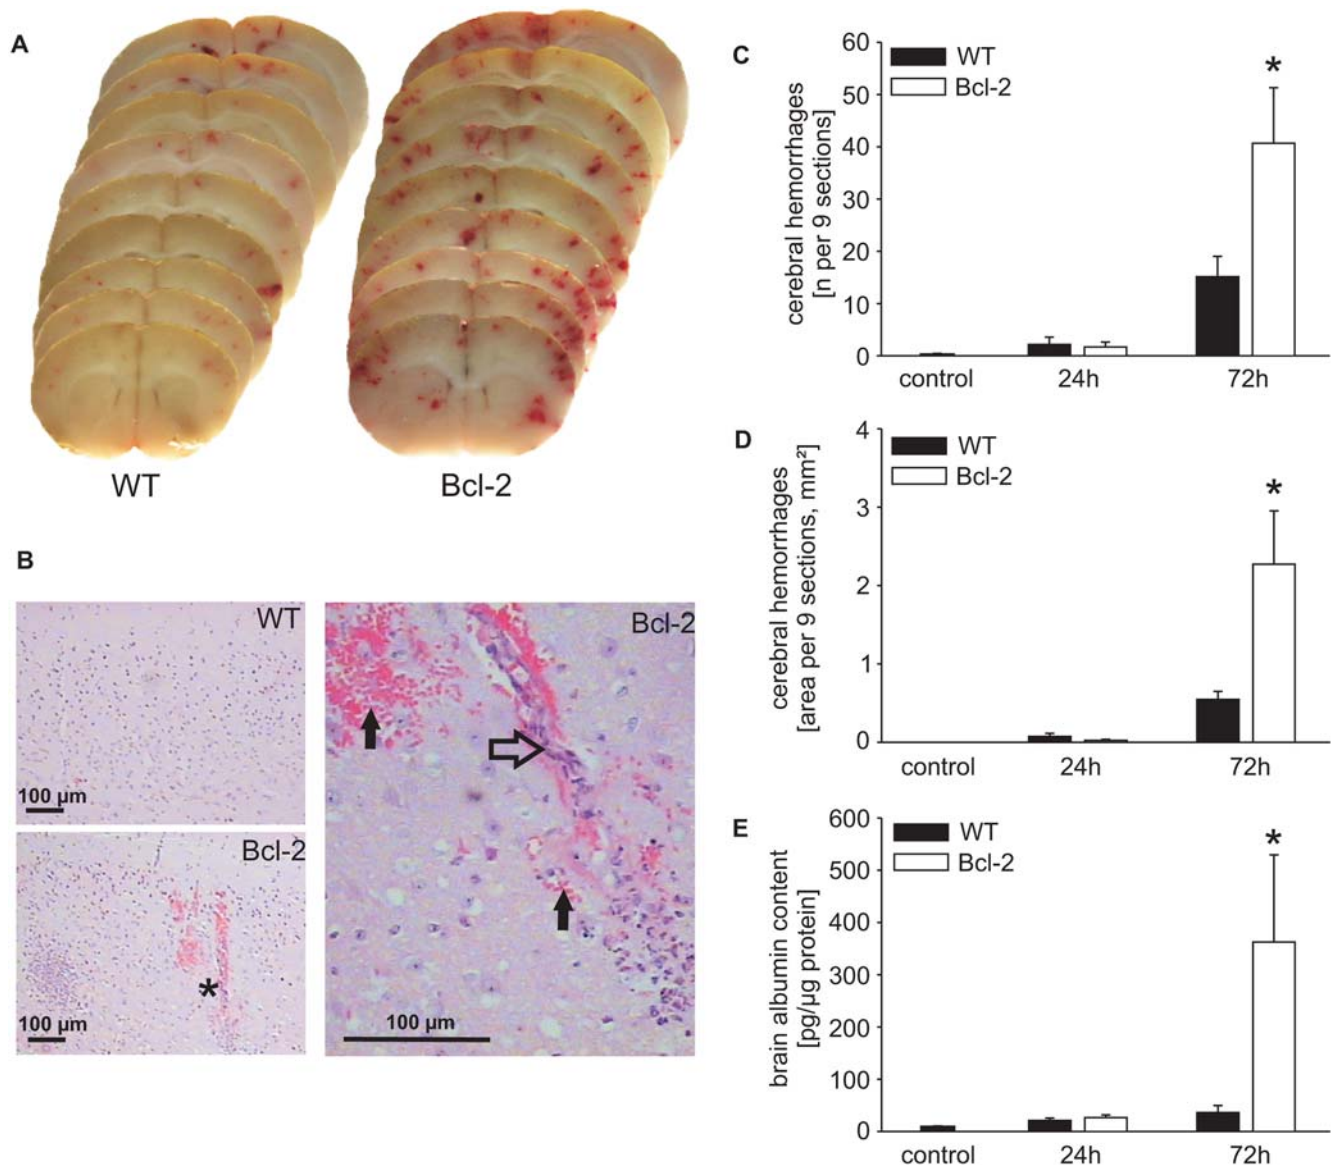 A
WT
Bcl-2
B
WT
100 µm
Bcl-2
*
100 µm
Bcl-2
100 µm
C
WT
Bcl-2
*
cerebral hemorrhages
[n per 9 sections]
60
50
40
30
20
10
0
control 24h 72h
D
WT
Bcl-2
*
cerebral hemorrhages
[area per 9 sections, mm²]
4
3
2
1
0
control 24h 72h
E
WT
Bcl-2
*
brain albumin content
[pg/µg protein]
600
500
400
300
200
100
0
control 24h 72h